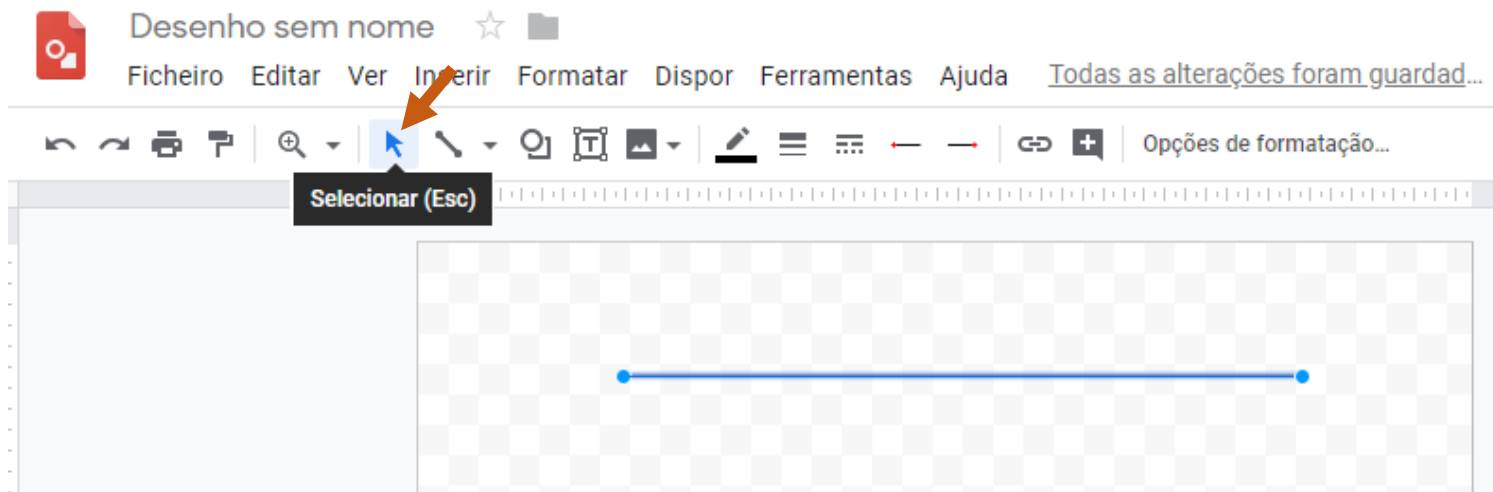 Desenho sem nome
Ficheiro Editar Ver Inserir Formatar Dispor Ferramentas Ajuda Todas as alterações foram guardad...
T Opções de formatação...
Selecionar (Esc)